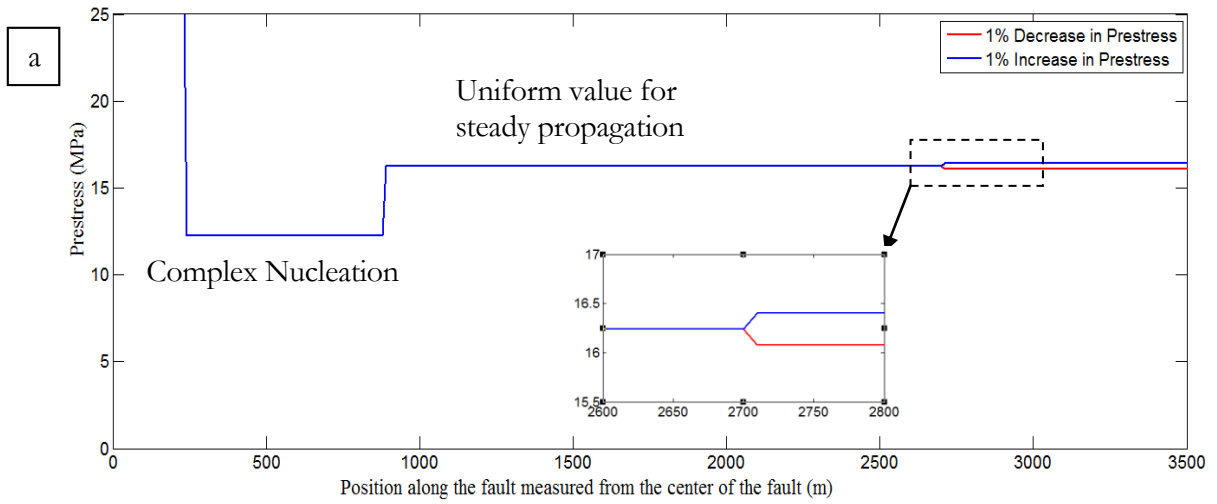 a
25
20
15
10
5
0
Prestress (MPa)
1% Decrease in Prestress
1% Increase in Prestress
Uniform value for
steady propagation
Complex Nucleation
17
16.5
16
15.5
2600
2650
2700
2750
2800
0
500
1000
1500
2000
2500
3000
3500
Position along the fault measured from the center of the fault (m)